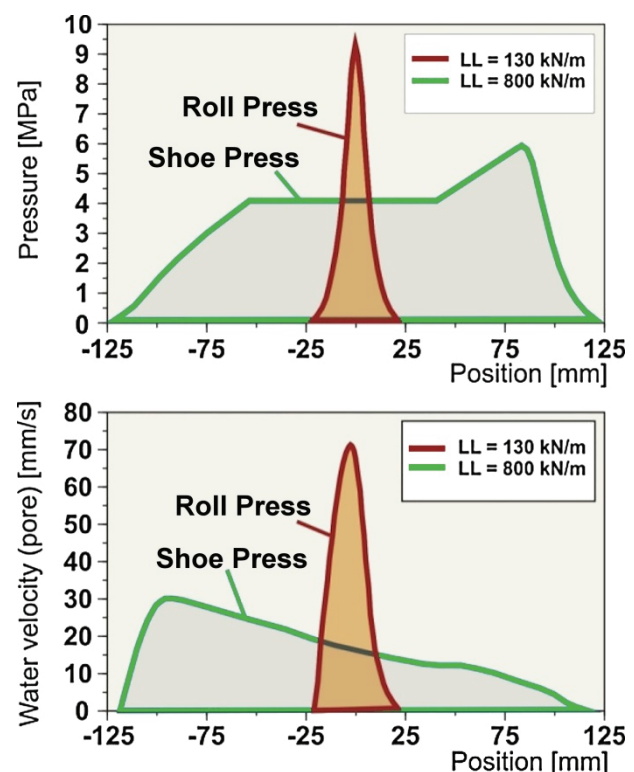 10
9
8
7
6
5
4
3
2
1
0
Pressure [MPa]
LL = 130 kN/m
LL = 800 kN/m
Roll Press
Shoe Press
-125 -75 -25 25 75 125
Position [mm]
80
70
60
50
40
30
20
10
0
Water velocity (pore) [mm/s]
LL = 130 kN/m
LL = 800 kN/m
Roll Press
Shoe Press
-125 -75 -25 25 75 125
Position [mm]